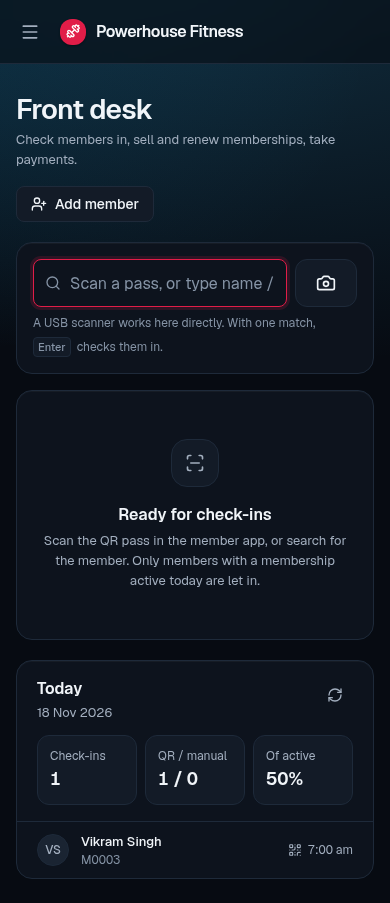 Powerhouse Fitness
Front desk
Check members in, sell and renew memberships, take
payments.
Add member
Scan a pass, or type name /
A USB scanner works here directly. With one match,
Enter checks them in.
Ready for check-ins
Scan the QR pass in the member app, or search for
the member. Only members with a membership
active today are let in.
Today
18 Nov 2026
Check-ins
1
QR / manual
1 / 0
Of active
50%
VS
Vikram Singh
M0003
7:00 am